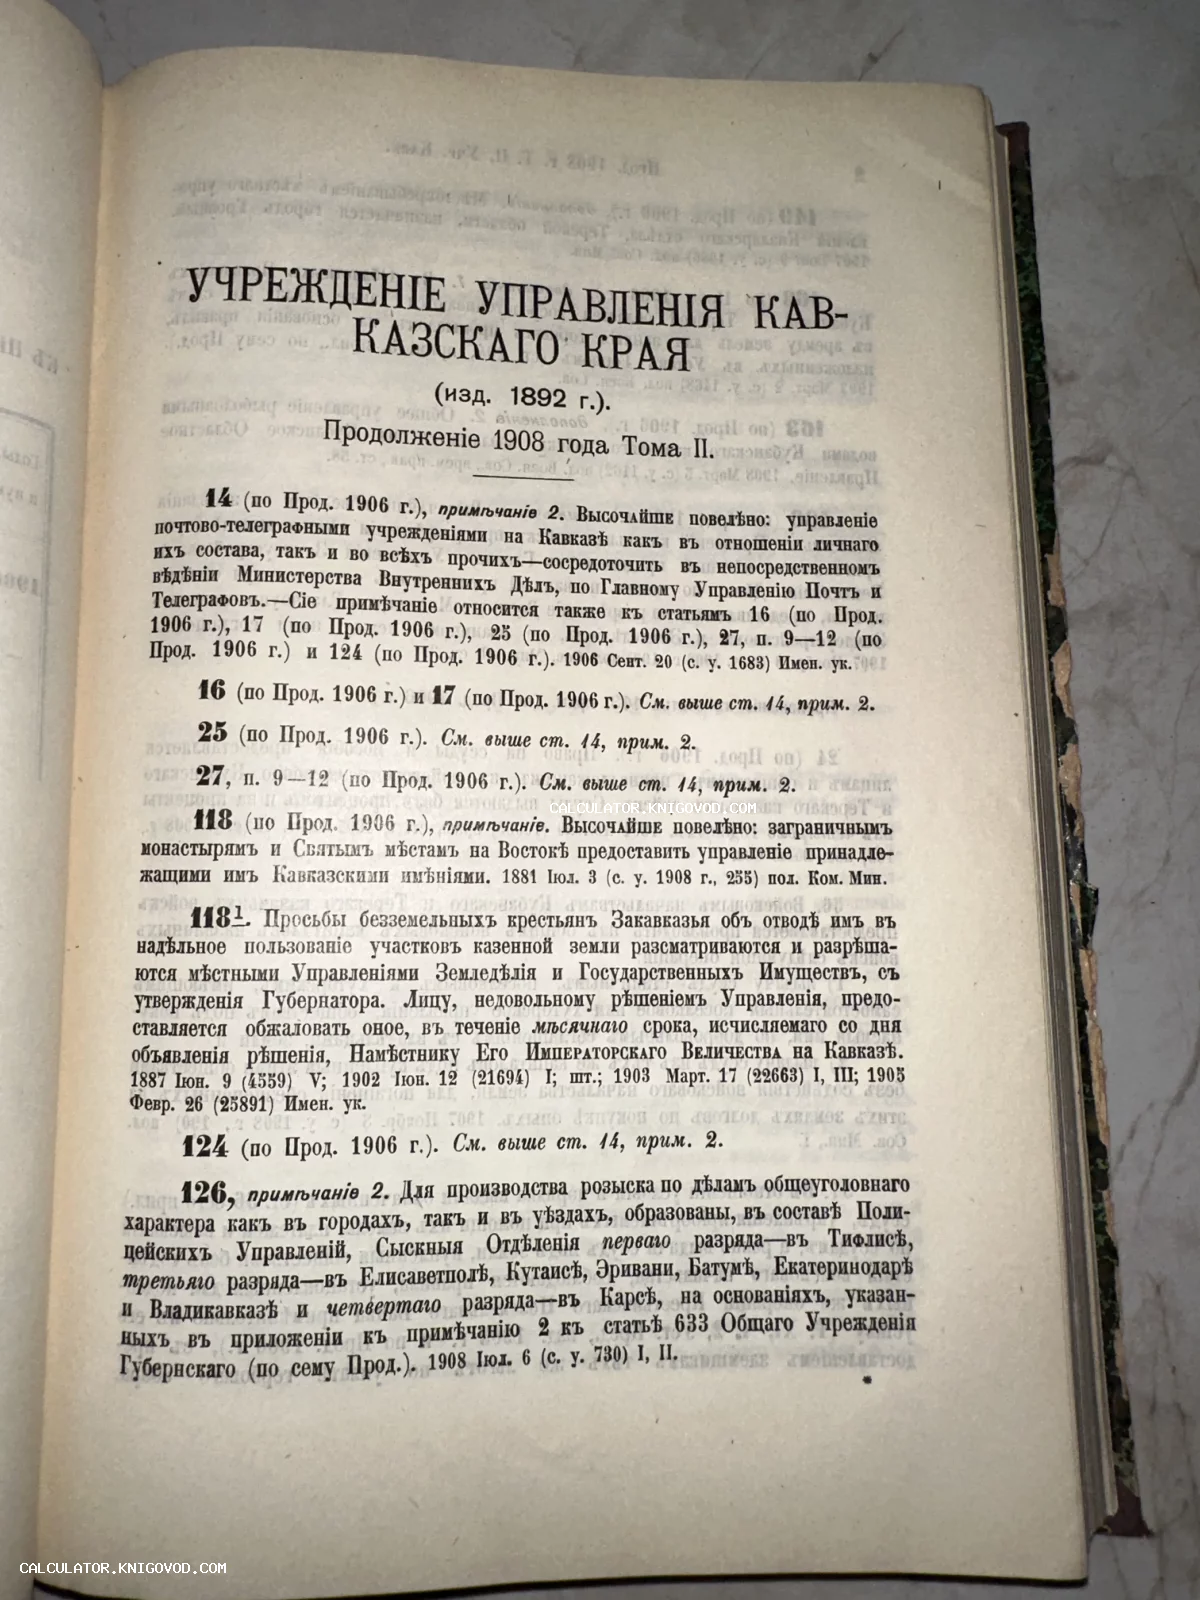 УЧРЕЖДЕНІЕ УПРАВЛЕНІЯ КАВ-
КАЗСКАГО КРАЯ
(изд. 1892 г.).
Продолженіе 1908 года Тома II.
14 (по Прод. 1906 г.), примѣчаніе 2. Высочайше повелѣно: управленіе
почтово-телеграфными учрежденіями на Кавказѣ какъ въ отношеніи личнаго
ихъ состава, такъ и во всѣхъ прочихъ—сосредоточить въ непосредственномъ
вѣдѣніи Министерства Внутреннихъ Дѣлъ, по Главному Управленію Почтъ и
Телеграфовъ.—Сіе примѣчаніе относится также къ статьямъ 16 (по Прод.
1906 г.), 17 (по Прод. 1906 г.), 25 (по Прод. 1906 г.), 27, п. 9—12 (по
Прод. 1906 г.) и 124 (по Прод. 1906 г.). 1906 Сент. 20 (с. у. 1683) Имен. ук.
16 (по Прод. 1906 г.) и 17 (по Прод. 1906 г.). См. выше ст. 14, прим. 2.
25 (по Прод. 1906 г.). См. выше ст. 14, прим. 2.
27, п. 9—12 (по Прод. 1906 г.). См. выше ст. 14, прим. 2.
CALCULATOR.KNIGOVOD.COM
118 (по Прод. 1906 г.), примѣчаніе. Высочайше повелѣно: заграничнымъ
монастырямъ и Святымъ мѣстамъ на Востокѣ предоставить управленіе принадле-
жащими имъ Кавказскими имѣніями. 1881 Іюл. 3 (с. у. 1908 г., 255) пол. Ком. Мин.
118¹. Просьбы безземельныхъ крестьянъ Закавказья объ отводѣ имъ въ
надѣльное пользованіе участковъ казенной земли разсматриваются и разрѣша-
ются мѣстными Управленіями Земледѣлія и Государственныхъ Имуществъ, съ
утвержденія Губернатора. Лицу, недовольному рѣшеніемъ Управленія, предо-
ставляется обжаловать оное, въ теченіе мѣсячнаго срока, исчисляемаго со дня
объявленія рѣшенія, Намѣстнику Его Императорскаго Величества на Кавказѣ.
1887 Іюн. 9 (4559) V; 1902 Іюн. 12 (21694) I; шт.; 1903 Март. 17 (22663) I, III; 1905
Февр. 26 (25891) Имен. ук.
124 (по Прод. 1906 г.). См. выше ст. 14, прим. 2.
126, примѣчаніе 2. Для производства розыска по дѣламъ общеуголовнаго
характера какъ въ городахъ, такъ и въ уѣздахъ, образованы, въ составѣ Поли-
цейскихъ Управленій, Сыскныя Отдѣленія перваго разряда—въ Тифлисѣ,
третьяго разряда—въ Елисаветполѣ, Кутаисѣ, Эривани, Батумѣ, Екатеринодарѣ
и Владикавказѣ и четвертаго разряда—въ Карсѣ, на основаніяхъ, указан-
ныхъ въ приложеніи къ примѣчанію 2 къ статьѣ 633 Общаго Учрежденія
Губернскаго (по сему Прод.). 1908 Іюл. 6 (с. у. 730) I, II.
CALCULATOR.KNIGOVOD.COM